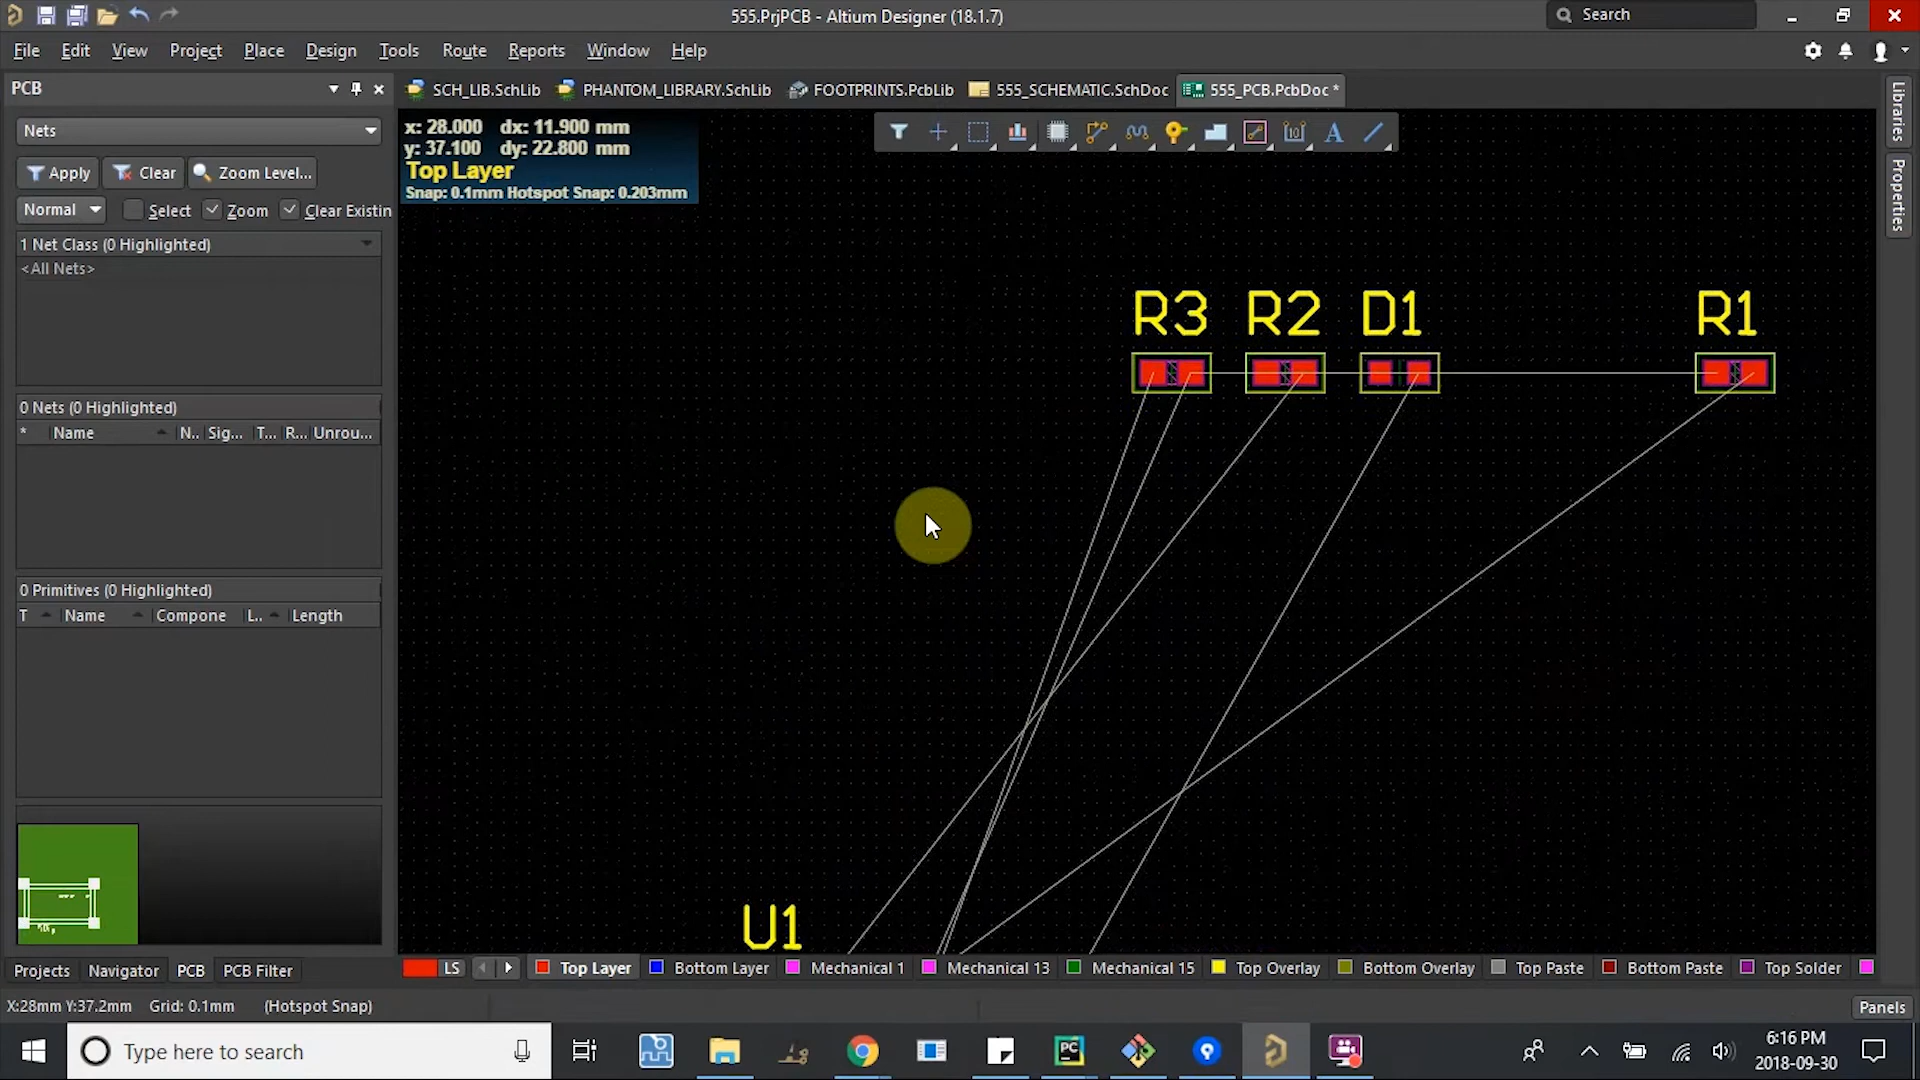 555.PrjPCB - Altium Designer (18.1.7)
Search
File Edit View Project Place Design Tools Route Reports Window Help
PCB
SCH_LIB.SchLib PHANTOM_LIBRARY.SchLib FOOTPRINTS.PcbLib 555_SCHEMATIC.SchDoc 555_PCB.PcbDoc *
Libraries
Properties
Nets
x: 28.000 dx: 11.900 mm
y: 37.100 dy: 22.800 mm
Top Layer
Snap: 0.1mm Hotspot Snap: 0.203mm
Apply Clear Zoom Level...
Normal Select Zoom Clear Existin
1 Net Class (0 Highlighted)
<All Nets>
R3 R2 D1 R1
0 Nets (0 Highlighted)
* Name N.. Sig... T... R... Unrou...
0 Primitives (0 Highlighted)
T Name Compone L.. Length
U1
Projects Navigator PCB PCB Filter
LS Top Layer Bottom Layer Mechanical 1 Mechanical 13 Mechanical 15 Top Overlay Bottom Overlay Top Paste Bottom Paste Top Solder
X:28mm Y:37.2mm Grid: 0.1mm (Hotspot Snap)
Panels
Type here to search
PC
6:16 PM
2018-09-30